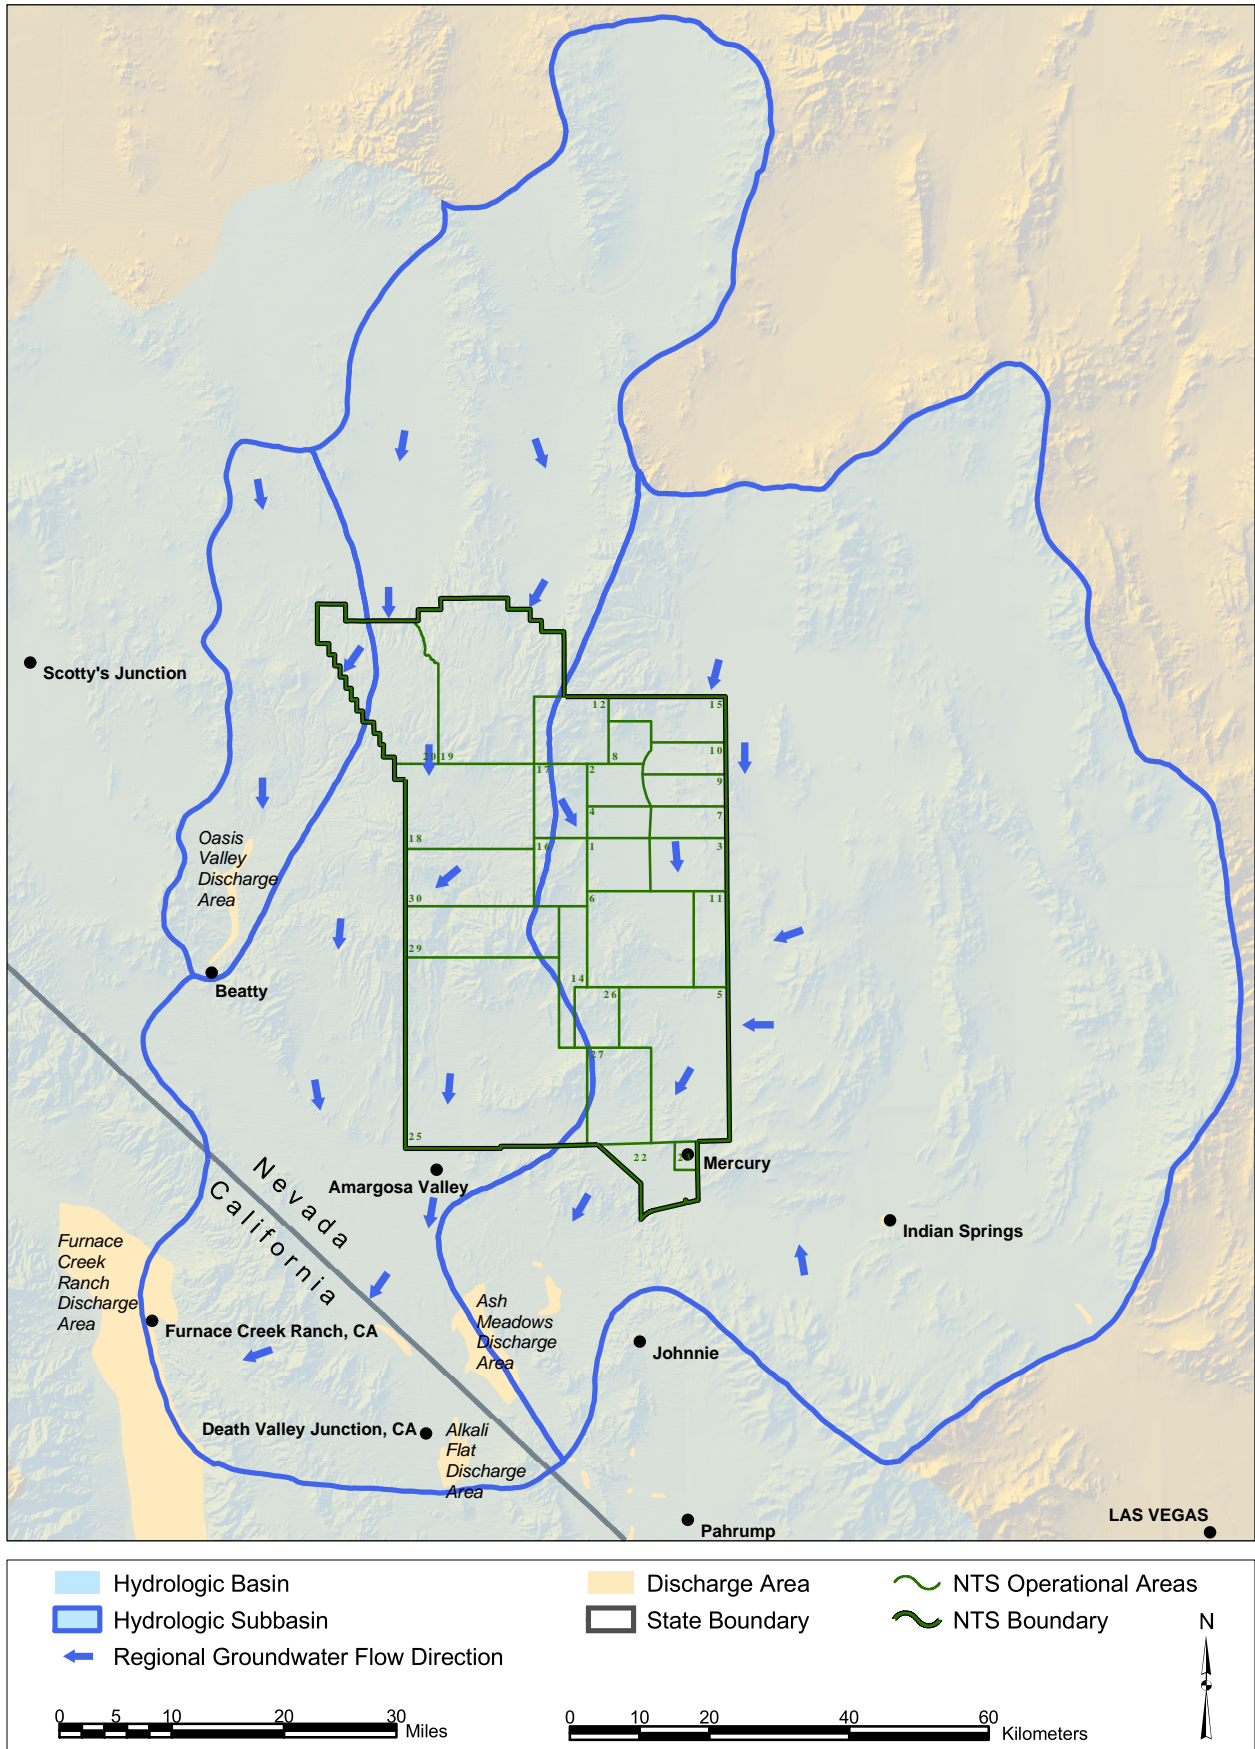 Scotty's Junction
12
15
8
10
20
19
17
2
9
4
7
18
16
1
3
Oasis
Valley
Discharge
Area
30
6
11
29
14
26
5
Beatty
27
25
22
Mercury
Amargosa Valley
Nevada
California
Indian Springs
Furnace
Creek
Ranch
Discharge
Area
Furnace Creek Ranch, CA
Ash
Meadows
Discharge
Area
Johnnie
Death Valley Junction, CA
Alkali
Flat
Discharge
Area
Pahrump
LAS VEGAS
Hydrologic Basin
Hydrologic Subbasin
Regional Groundwater Flow Direction
Discharge Area
State Boundary
NTS Operational Areas
NTS Boundary
N
0 5 10 20 30
Miles
0 10 20 40 60
Kilometers